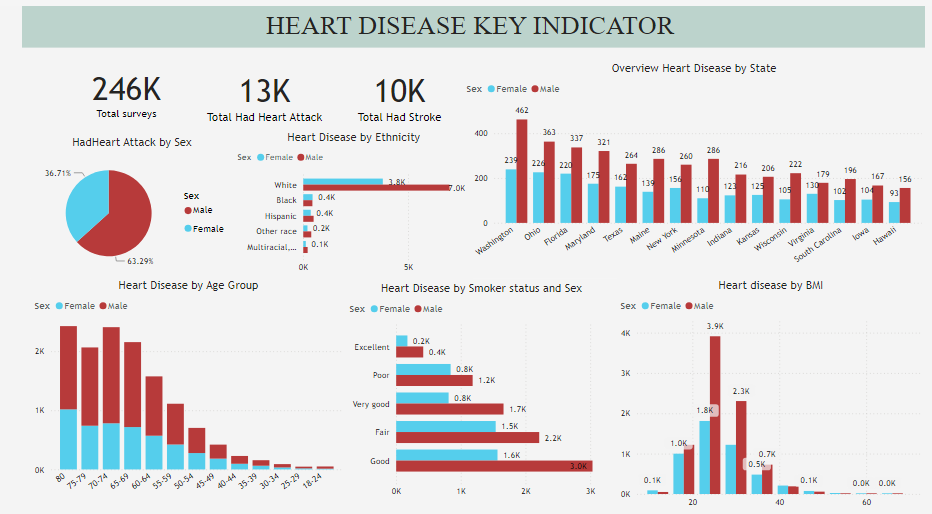 HEART DISEASE KEY INDICATOR
246K
Total surveys
13K
Total Had Heart Attack
10K
Total Had Stroke
HadHeart Attack by Sex
36.71%
63.29%
Sex
Male
Female
Heart Disease by Ethnicity
Sex Female Male
White 3.8K 7.0K
Black 0.4K
Hispanic 0.4K
Other race 0.2K
Multiracial,... 0.1K
0K 5K
Overview Heart Disease by State
Sex Female Male
400
200
0
239 462 226 363 220 337 175 321 162 264 139 286 156 260 110 286 123 216 125 206 105 222 130 179 102 196 104 167 93 156
Washington Ohio Florida Maryland Texas Maine New York Minnesota Indiana Kansas Wisconsin Virginia South Carolina Iowa Hawaii
Heart Disease by Age Group
Sex Female Male
2K
1K
0K
80 75-79 70-74 65-69 60-64 55-59 50-54 45-49 40-44 35-39 30-34 25-29 18-24
Heart Disease by Smoker status and Sex
Sex Female Male
Excellent 0.2K 0.4K
Poor 0.8K 1.2K
Very good 0.8K 1.7K
Fair 1.5K 2.2K
Good 1.6K 3.0K
0K 1K 2K 3K
Heart disease by BMI
Sex Female Male
4K
3K
2K
1K
0K
0.1K 1.0K 1.8K 3.9K 2.3K 0.5K 0.7K 0.1K 0.0K 0.0K
20 40 60